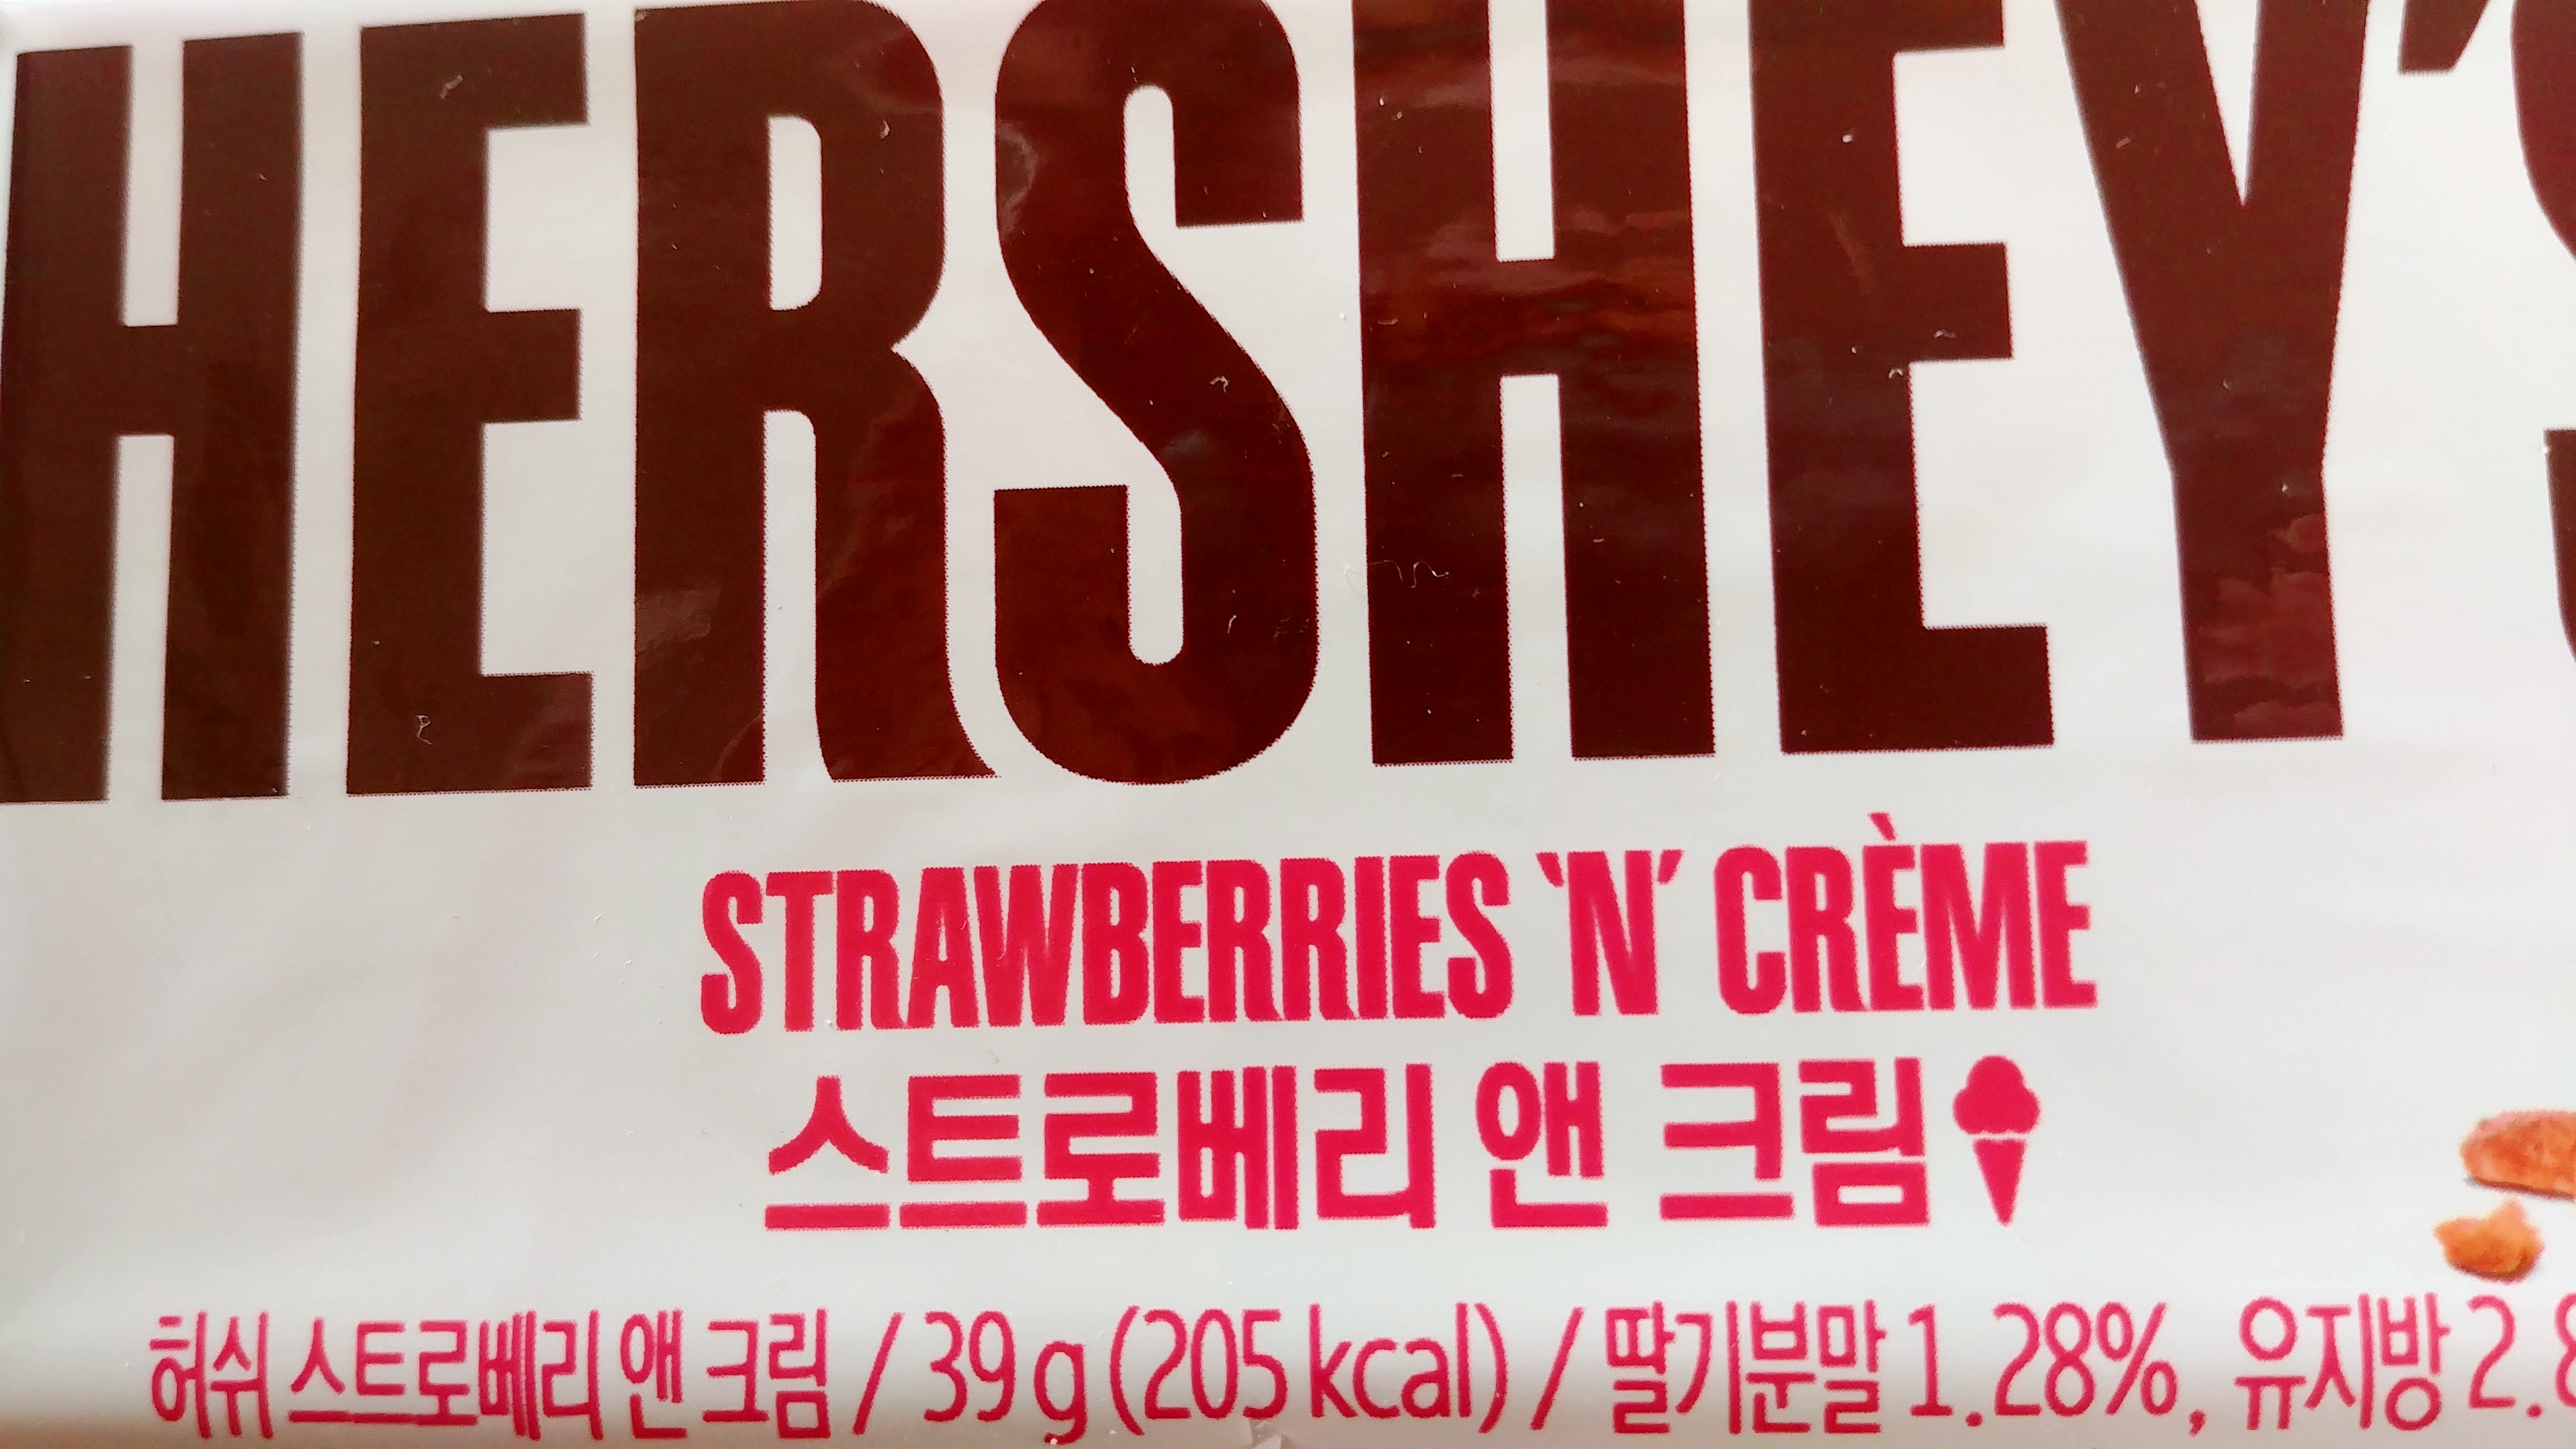 HERSHEY'S
STRAWBERRIES 'N' CRÈME
스트로베리 앤 크림
허쉬 스트로베리 앤 크림 / 39 g (205 kcal) / 딸기분말 1.28%, 유지방 2.8